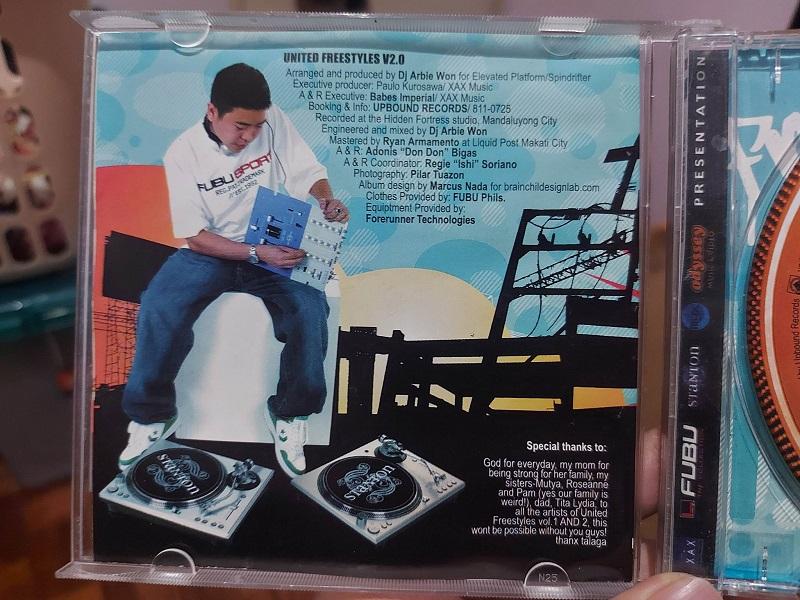 UNITED FREESTYLES V2.0
Arranged and produced by Dj Arbie Won for Elevated Platform/Spindrifter
Executive producer: Paulo Kurosawa/ XAX Music
A & R Executive: Babes Imperial/ XAX Music
Booking & Info: UPBOUND RECORDS/ 811-0725
Recorded at the Hidden Fortress studio, Mandaluyong City
Engineered and mixed by Dj Arbie Won
Mastered by Ryan Armamento at Liquid Post Makati City
A & R: Adonis "Don Don" Bigas
A & R Coordinator: Regie "Ishi" Soriano
Photography: Pilar Tuazon
Album design by Marcus Nada for brainchildesignlab.com
Clothes Provided by: FUBU Phils.
Equiptment Provided by:
Forerunner Technologies
FUBU SPORT
STANTON
STANTON
Special thanks to:
God for everyday, my mom for
being strong for her family, my
sisters-Mutya, Roseanne
and Pam (yes our family is
weird!), dad, Tita Lydia, to
all the artists of United
Freestyles vol.1 AND 2, this
wont be possible without you guys!
thanx talaga
N25
PRESENTATION
odyssey
STANTON
FUBU
XAX
Upbound Records